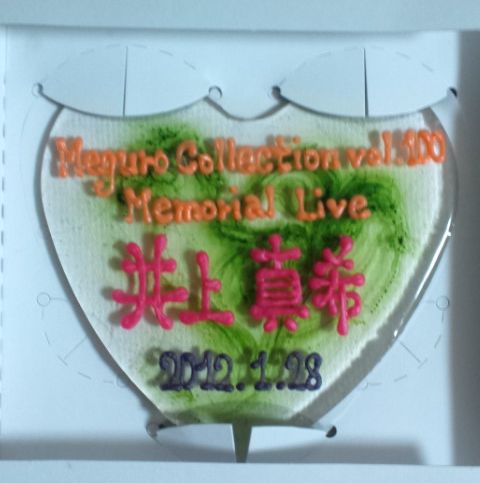 Meguro Collection vol.100
Memorial Live
井上 真希
2012.1.28